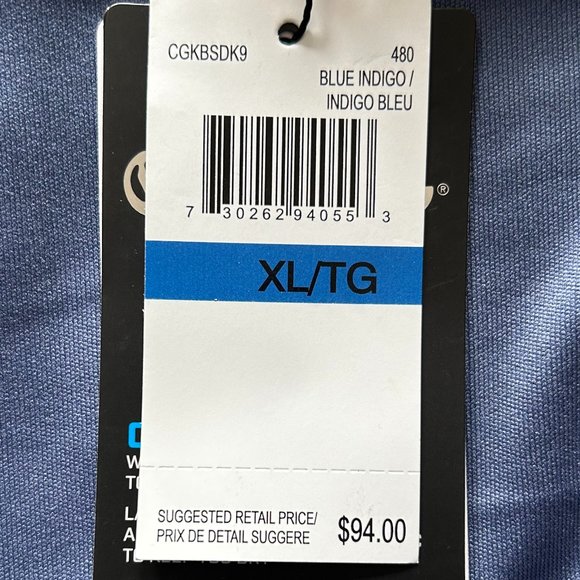 CGKBSDK9 480
BLUE INDIGO /
INDIGO BLEU
7 30262 94055 3
®
XL/TG
SUGGESTED RETAIL PRICE/
PRIX DE DETAIL SUGGERE $94.00